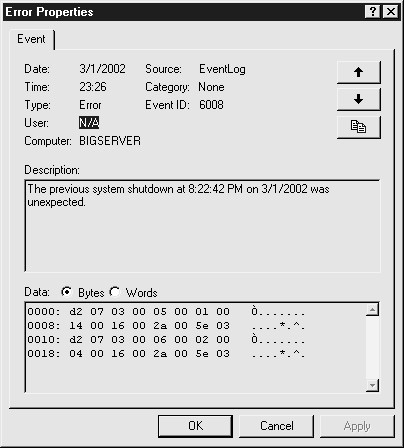 Error Properties
Event
Date: 3/1/2002 Source: EventLog
Time: 23:26 Category: None
Type: Error Event ID: 6008
User: N/A
Computer: BIGSERVER
Description:
The previous system shutdown at 8:22:42 PM on 3/1/2002 was
unexpected.
Data: Bytes Words
0000: d2 07 03 00 05 00 01 00 Ò.......
0008: 14 00 16 00 2a 00 5e 03 ....*.^.
0010: d2 07 03 00 06 00 02 00 Ò.......
0018: 04 00 16 00 2a 00 5e 03 ....*.^.
OK Cancel Apply